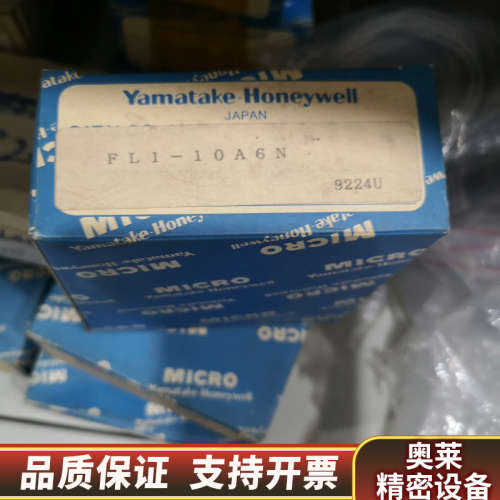 Yamatake-Honeywell
JAPAN
FL1-10A6N
9224U
MICRO
Yamatake-Honeywell
MICRO
MICRO
Yamatake-Honeywell
品质保证 支持开票
奥莱
精密设备